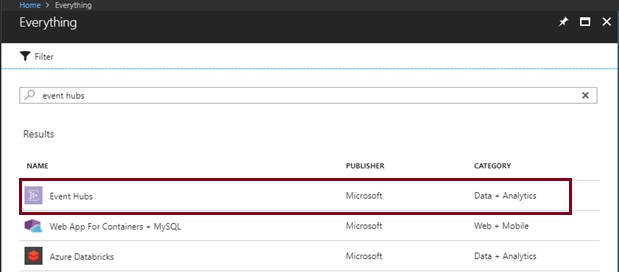 Home > Everything
Everything
Filter
event hubs
Results
NAME PUBLISHER CATEGORY
Event Hubs Microsoft Data + Analytics
Web App For Containers + MySQL Microsoft Web + Mobile
Azure Databricks Microsoft Data + Analytics